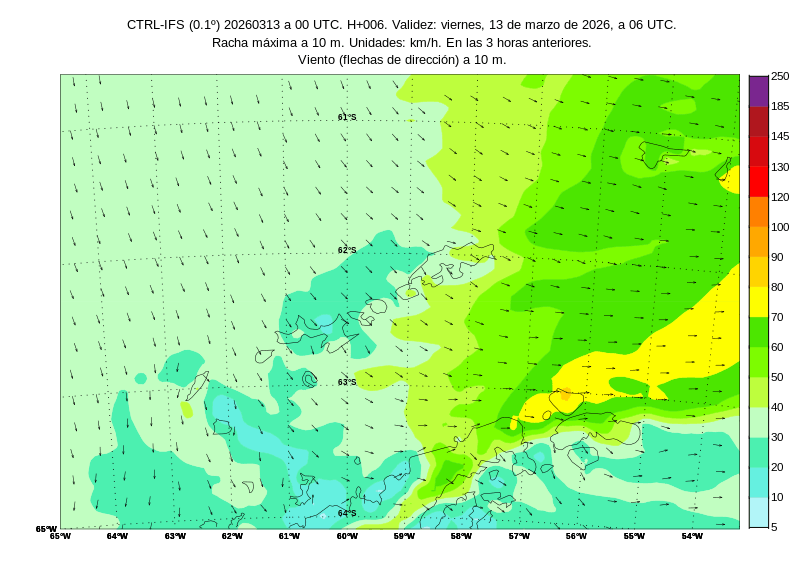 CTRL-IFS (0.1º) 20260313 a 00 UTC. H+006. Validez: viernes, 13 de marzo de 2026, a 06 UTC.
Racha máxima a 10 m. Unidades: km/h. En las 3 horas anteriores.
Viento (flechas de dirección) a 10 m.
250
185
145
130
120
100
90
80
70
60
50
40
30
20
10
5
61°S
62°S
63°S
64°S
65°W
65°W 64°W 63°W 62°W 61°W 60°W 59°W 58°W 57°W 56°W 55°W 54°W